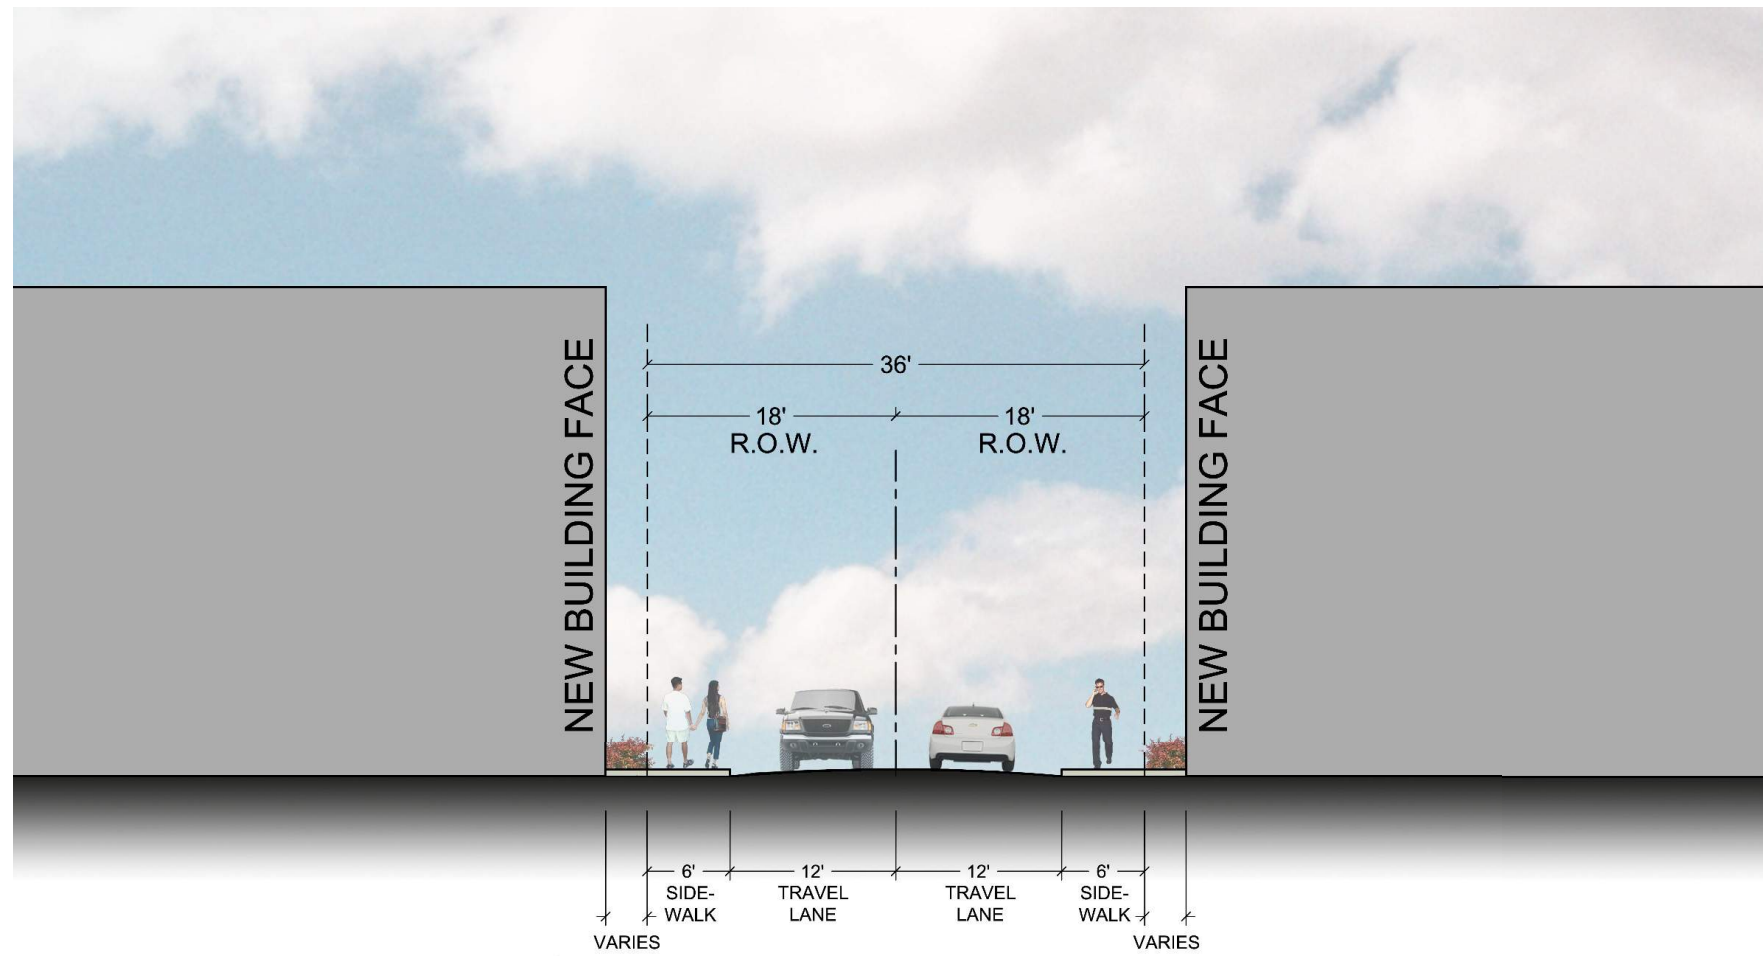 36'
18'
R.O.W.
18'
R.O.W.
NEW BUILDING FACE
NEW BUILDING FACE
6'
SIDE-
WALK
12'
TRAVEL
LANE
12'
TRAVEL
LANE
6'
SIDE-
WALK
VARIES
VARIES